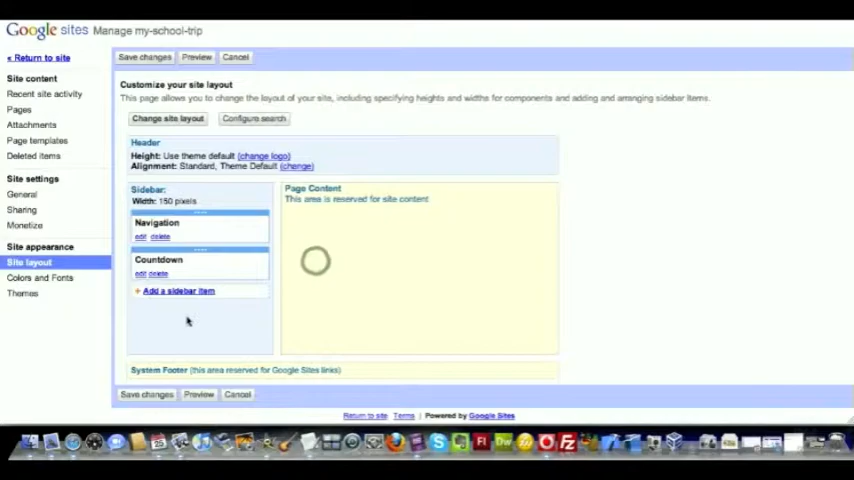 Google sites Manage my-school-trip
« Return to site
Site content
Recent site activity
Pages
Attachments
Page templates
Deleted items
Site settings
General
Sharing
Monetize
Site appearance
Site layout
Colors and Fonts
Themes
Save changes Preview Cancel
Customize your site layout
This page allows you to change the layout of your site, including specifying heights and widths for components and adding and arranging sidebar items.
Change site layout Configure search
Header
Height: Use theme default (change logo)
Alignment: Standard, Theme Default (change)
Sidebar:
Width: 150 pixels
Navigation
edit delete
Countdown
edit delete
+ Add a sidebar item
Page Content
This area is reserved for site content
System Footer (this area reserved for Google Sites links)
Save changes Preview Cancel
Return to site Terms | Powered by Google Sites
25 S Fl Dw O Fz